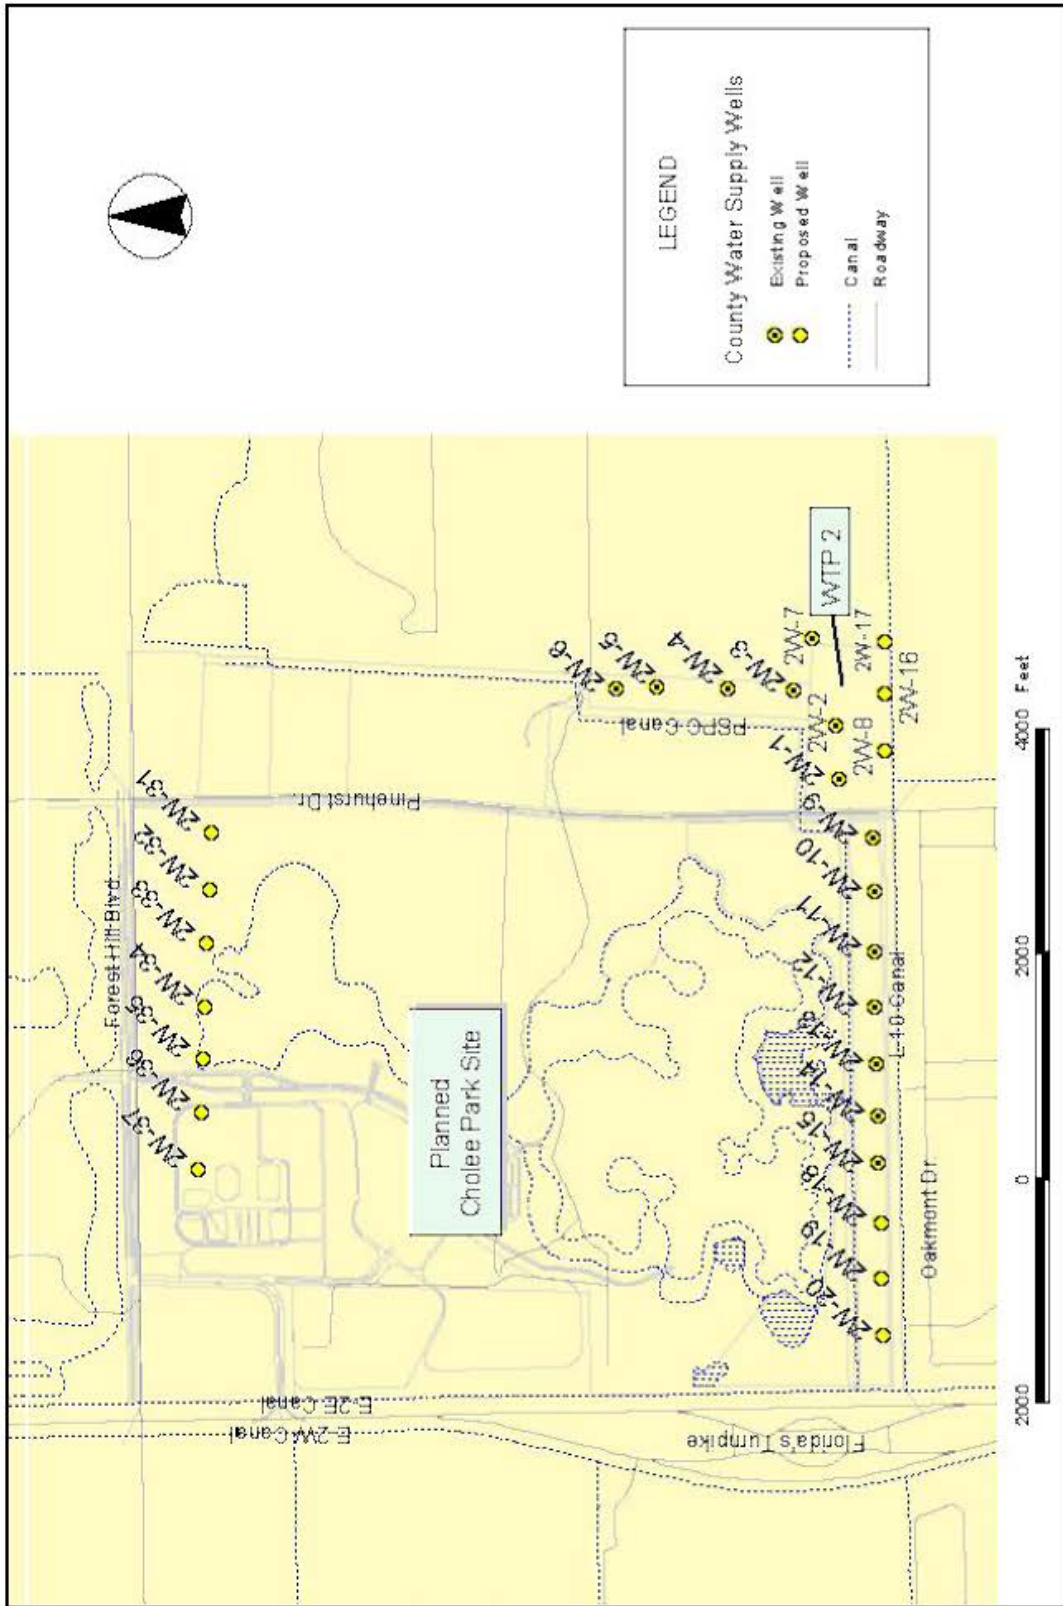 LEGEND
County Water Supply Wells
Existing Well
Proposed Well
Canal
Roadway
Forest Hill Blvd.
2W-37
2W-36
2W-35
2W-34
2W-33
2W-32
2W-31
Pinehurst Dr.
Planned
Cholee Park Site
PSPC Canal
2W-6
2W-5
2W-4
2W-3
2W-7
2W-2
2W-1
WTP 2
2W-20
2W-19
2W-18
2W-15
2W-14
2W-13
2W-12
2W-11
2W-10
2W-9
2W-8
2W-16
2W-17
L-10 Canal
Oakmont Dr.
E-2E Canal
E-2W Canal
Florida's Turnpike
2000
0
2000
4000 Feet